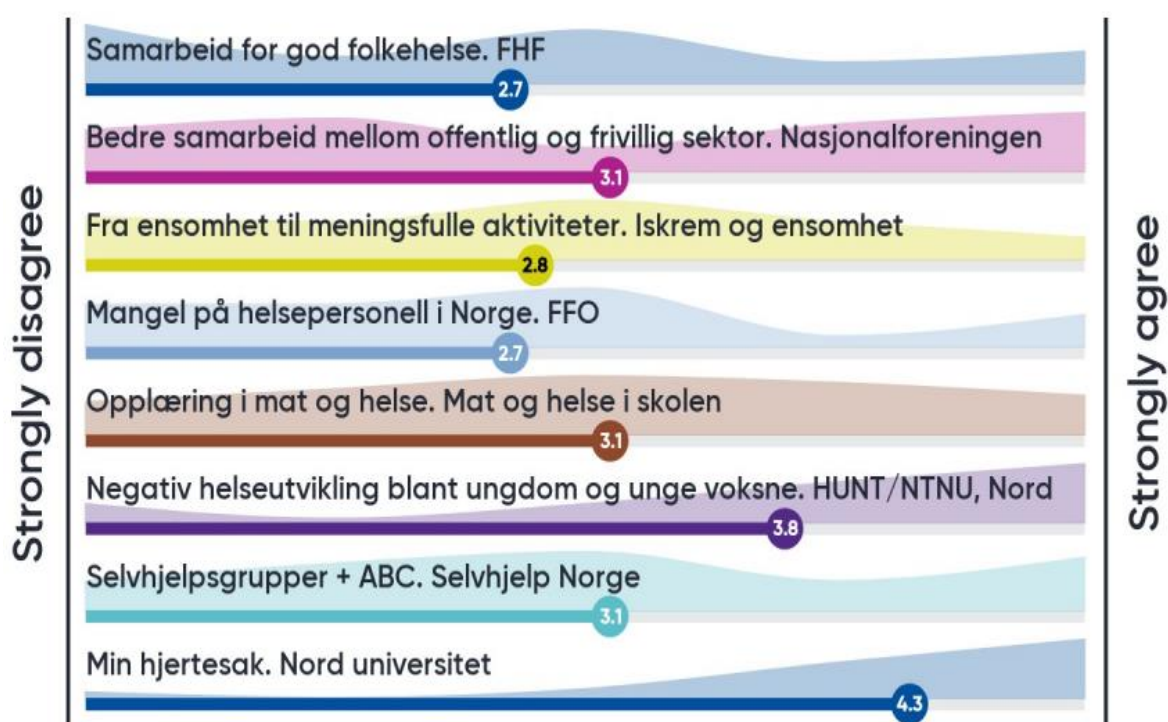 Strongly disagree
Samarbeid for god folkehelse. FHF
2.7
Bedre samarbeid mellom offentlig og frivillig sektor. Nasjonalforeningen
3.1
Fra ensomhet til meningsfulle aktiviteter. Iskrem og ensomhet
2.8
Mangel på helsepersonell i Norge. FFO
2.7
Opplæring i mat og helse. Mat og helse i skolen
3.1
Negativ helseutvikling blant ungdom og unge voksne. HUNT/NTNU, Nord
3.8
Selvhjelpsgrupper + ABC. Selvhjelp Norge
3.1
Min hjertesak. Nord universitet
4.3
Strongly agree